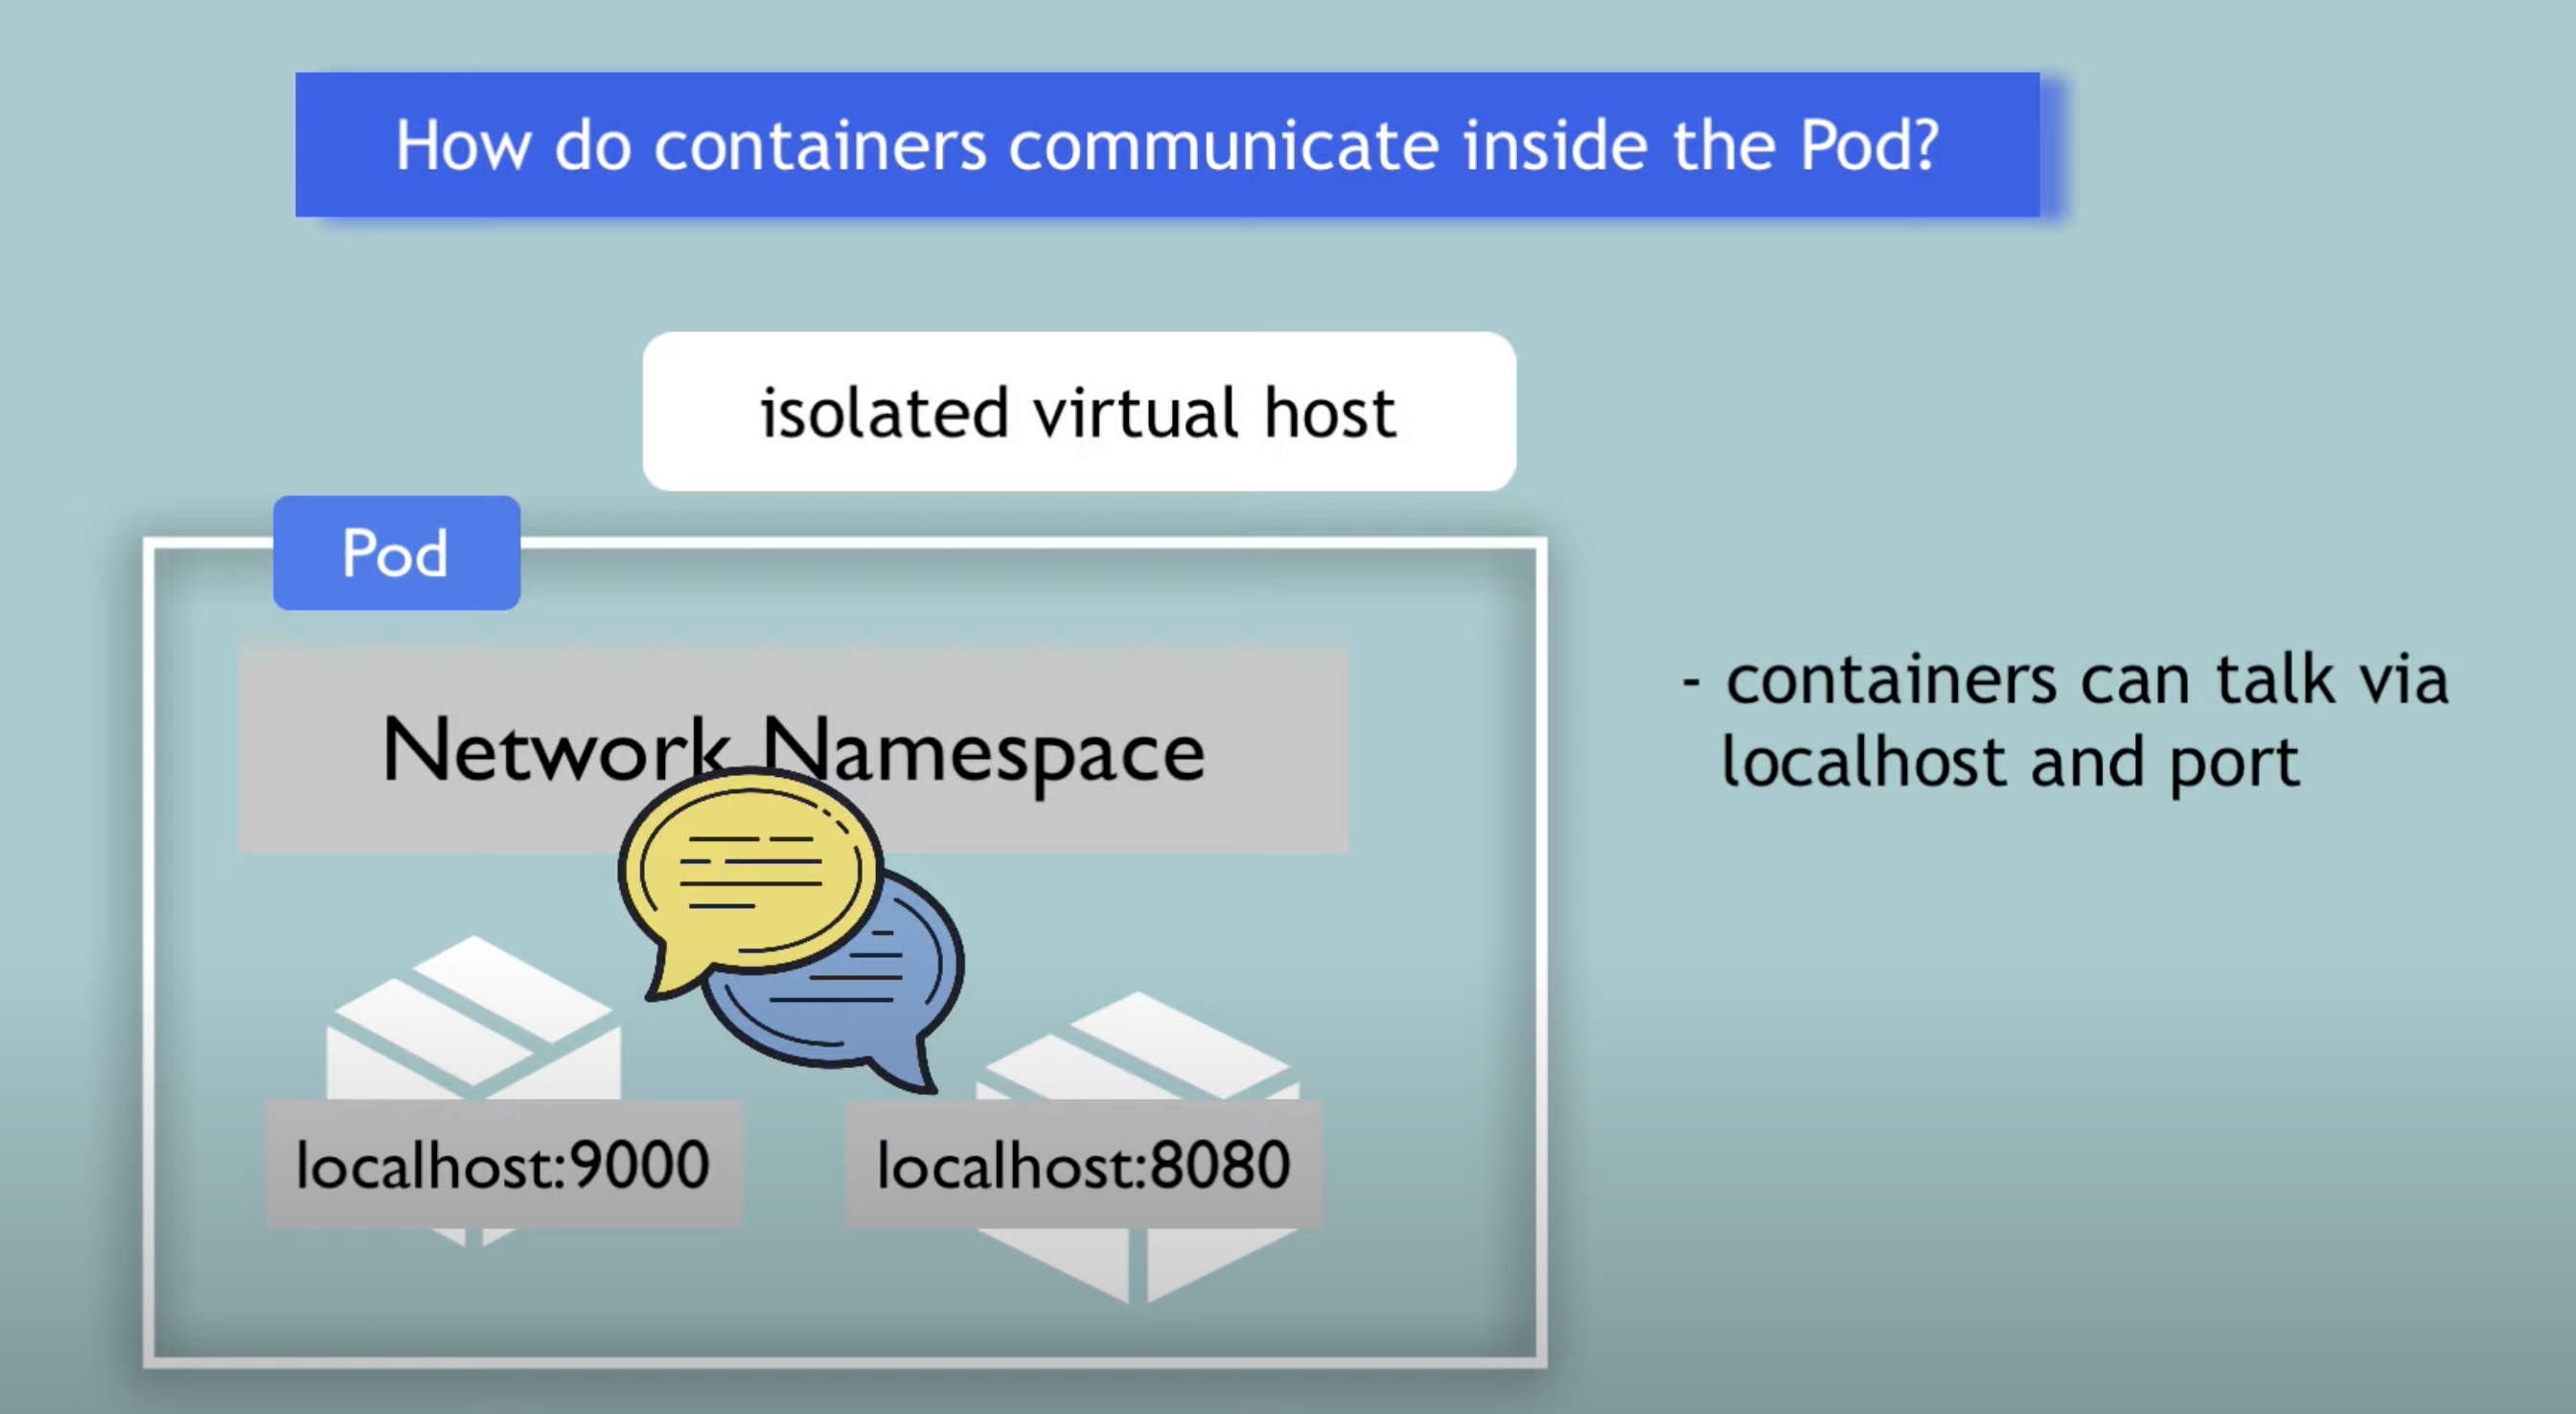 How do containers communicate inside the Pod?
isolated virtual host
Pod
Network Namespace
- containers can talk via
localhost and port
localhost:9000
localhost:8080